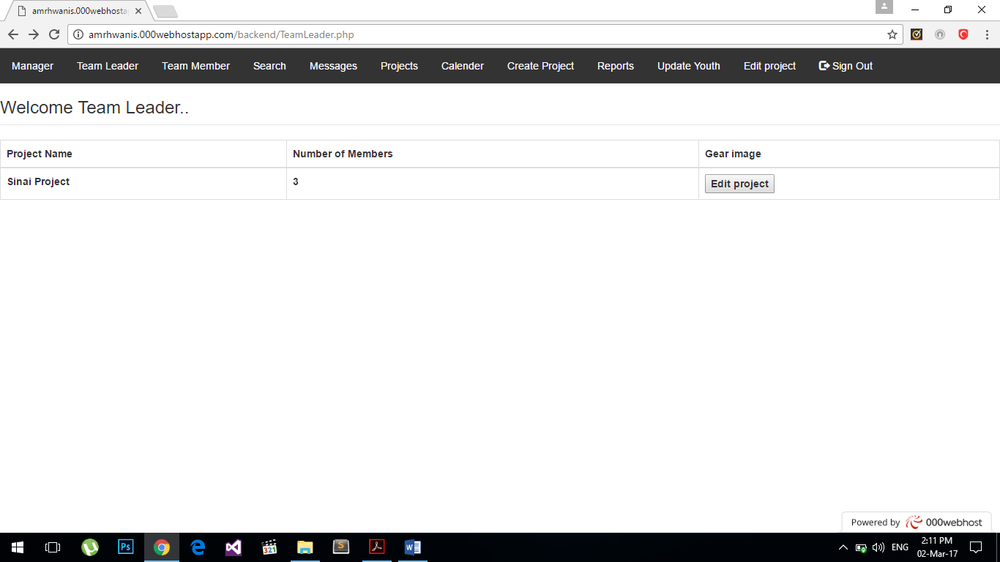 amrhwanis.000webhosta
amrhwanis.000webhostapp.com/backend/TeamLeader.php
Manager Team Leader Team Member Search Messages Projects Calender Create Project Reports Update Youth Edit project Sign Out
Welcome Team Leader..
Project Name Number of Members Gear image
Sinai Project 3 Edit project
Powered by 000webhost
Ps 321 S W
ENG 2:11 PM
02-Mar-17